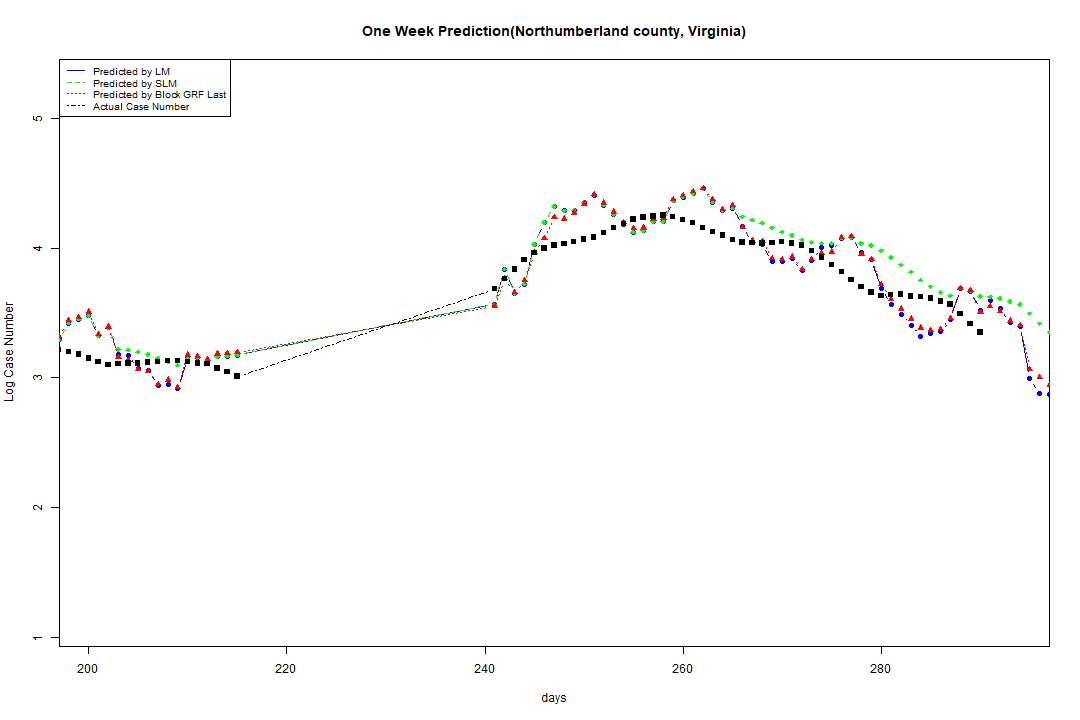 One Week Prediction(Northumberland county, Virginia)
Predicted by LM
Predicted by SLM
Predicted by Block GRF Last
Actual Case Number
5
4
3
2
1
Log Case Number
200 220 240 260 280
days